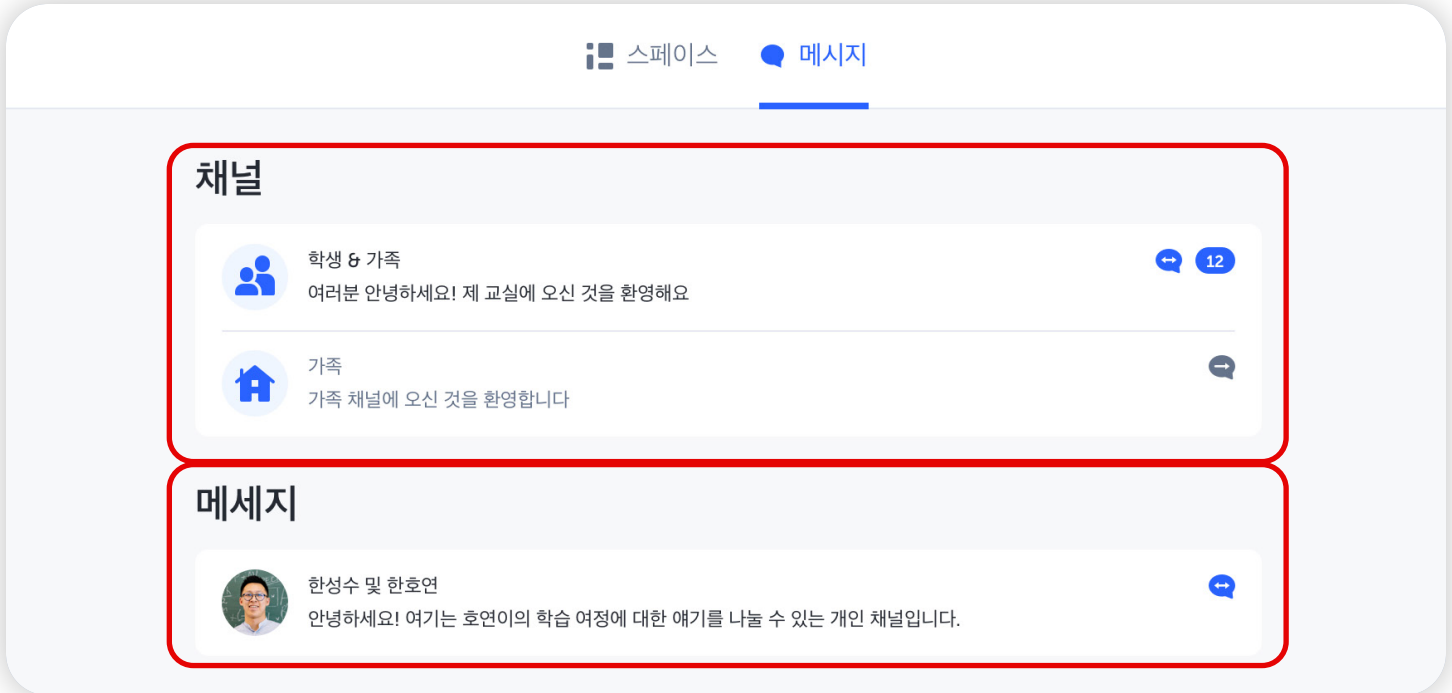 스페이스
메시지
채널
학생 & 가족
12
여러분 안녕하세요! 제 교실에 오신 것을 환영해요
가족
가족 채널에 오신 것을 환영합니다
메세지
한성수 및 한호연
안녕하세요! 여기는 호연이의 학습 여정에 대한 얘기를 나눌 수 있는 개인 채널입니다.